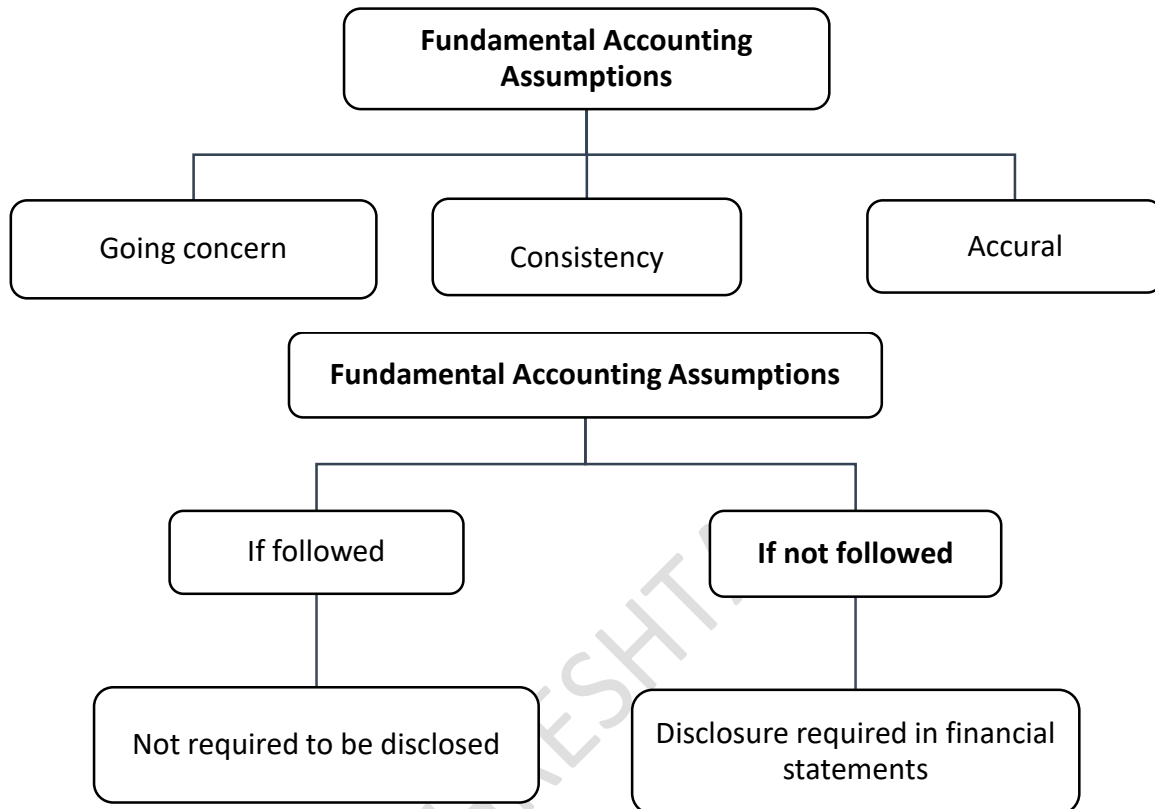 Fundamental Accounting
Assumptions
Going concern
Consistency
Accural
Fundamental Accounting Assumptions
If followed
If not followed
Not required to be disclosed
Disclosure required in financial
statements